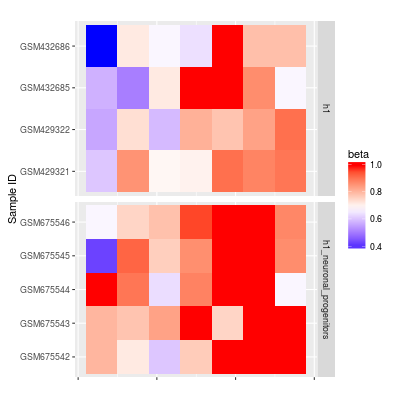 Sample ID
GSM432686
GSM432685
GSM429322
GSM429321
h1
GSM675546
GSM675545
GSM675544
GSM675543
GSM675542
h1_neuronal_progenitors
beta
1.0
0.8
0.6
0.4